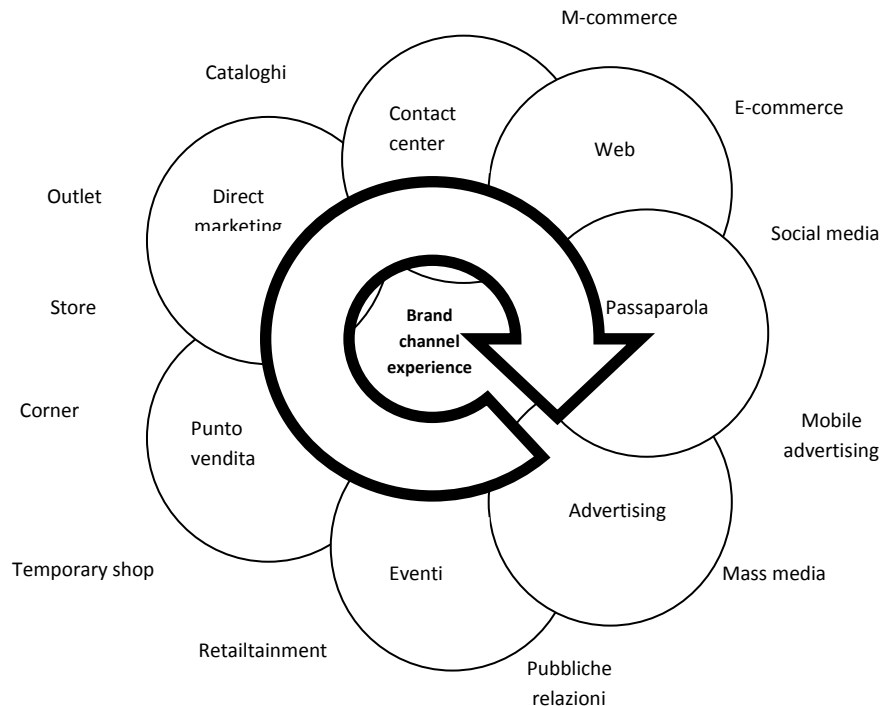 M-commerce
Cataloghi
Contact
center
E-commerce
Web
Outlet
Direct
marketing
Social media
Store
Passaparola
Brand
channel
experience
Corner
Mobile
advertising
Punto
vendita
Advertising
Temporary shop
Eventi
Mass media
Retailtainment
Pubbliche
relazioni